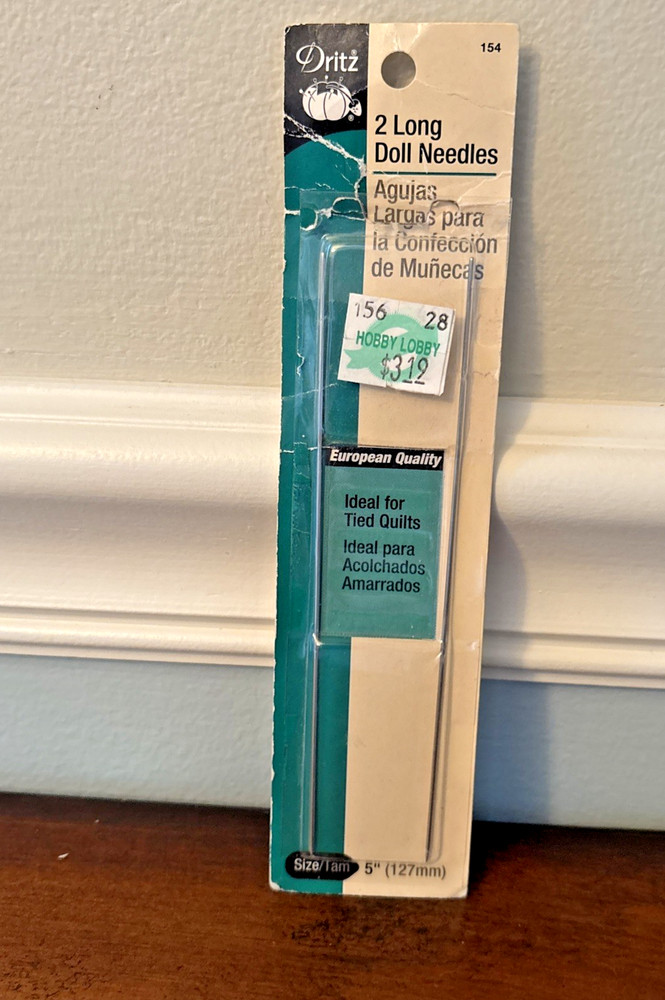 Dritz®
154
2 Long
Doll Needles
Agujas
Largas para
la Confección
de Muñecas
156 28
HOBBY LOBBY
$3.19
European Quality
Ideal for
Tied Quilts
Ideal para
Acolchados
Amarrados
Size/Tam 5" (127mm)